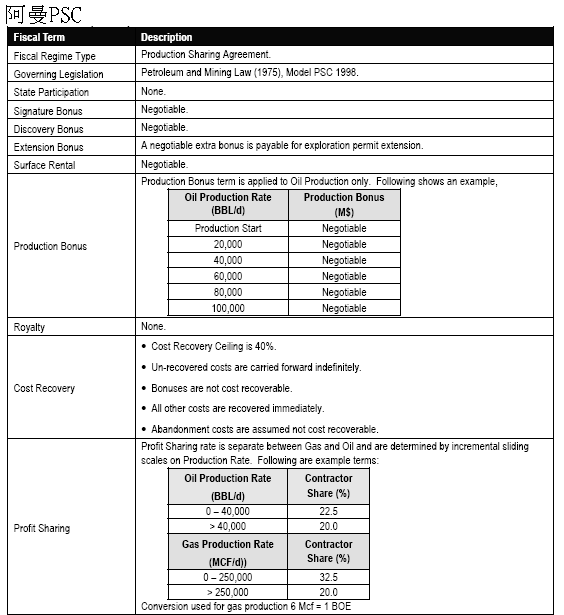 阿曼PSC
Fiscal Term Description
Fiscal Regime Type Production Sharing Agreement.
Governing Legislation Petroleum and Mining Law (1975), Model PSC 1998.
State Participation None.
Signature Bonus Negotiable.
Discovery Bonus Negotiable.
Extension Bonus A negotiable extra bonus is payable for exploration permit extension.
Surface Rental Negotiable.
Production Bonus
Production Bonus term is applied to Oil Production only. Following shows an example,
Oil Production Rate (BBL/d) Production Bonus (M$)
Production Start Negotiable
20,000 Negotiable
40,000 Negotiable
60,000 Negotiable
80,000 Negotiable
100,000 Negotiable
Royalty None.
Cost Recovery
• Cost Recovery Ceiling is 40%.
• Un-recovered costs are carried forward indefinitely.
• Bonuses are not cost recoverable.
• All other costs are recovered immediately.
• Abandonment costs are assumed not cost recoverable.
Profit Sharing
Profit Sharing rate is separate between Gas and Oil and are determined by incremental sliding
scales on Production Rate. Following are example terms:
Oil Production Rate (BBL/d) Contractor Share (%)
0 – 40,000 22.5
> 40,000 20.0
Gas Production Rate (MCF/d)) Contractor Share (%)
0 – 250,000 32.5
> 250,000 20.0
Conversion used for gas production 6 Mcf = 1 BOE